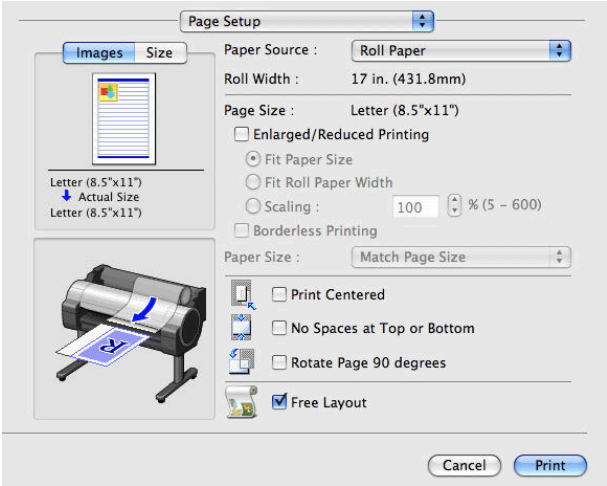 Page Setup
Images Size
Paper Source : Roll Paper
Roll Width : 17 in. (431.8mm)
Page Size : Letter (8.5"x11")
Enlarged/Reduced Printing
Fit Paper Size
Fit Roll Paper Width
Scaling : 100 % (5 - 600)
Borderless Printing
Paper Size : Match Page Size
Letter (8.5"x11")
Actual Size
Letter (8.5"x11")
R
Print Centered
No Spaces at Top or Bottom
Rotate Page 90 degrees
Free Layout
Cancel Print